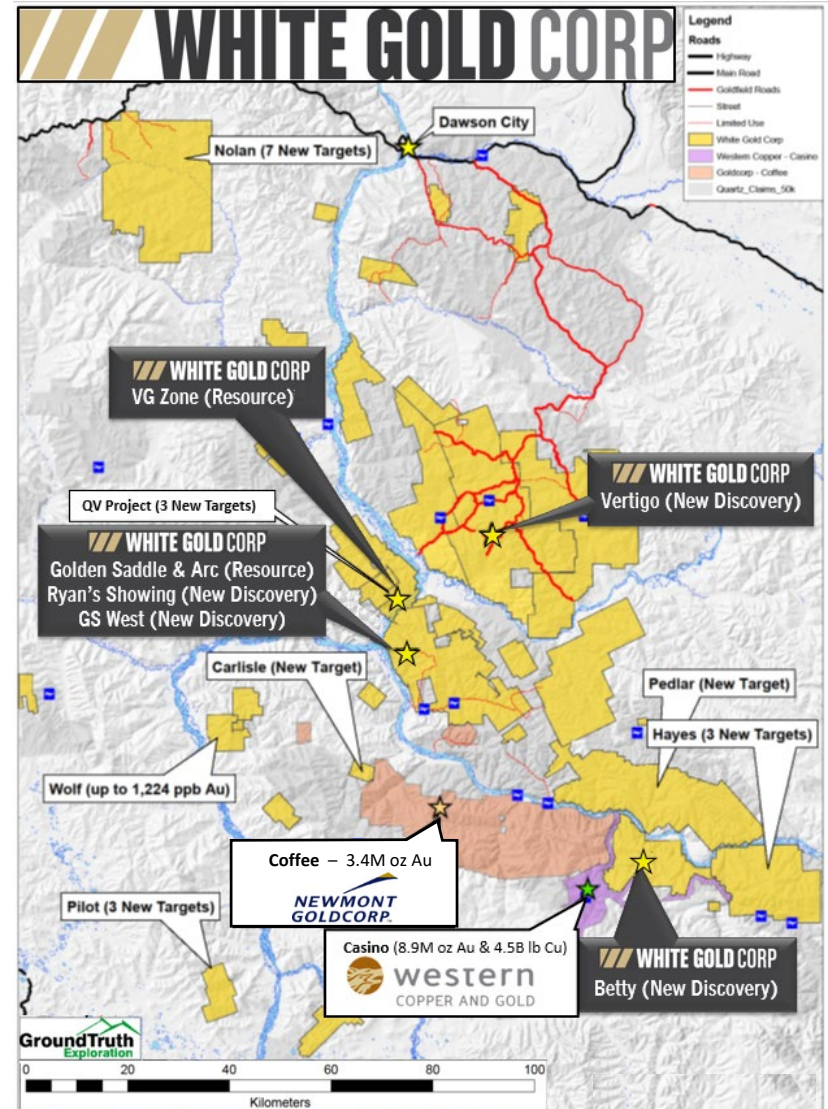 WHITE GOLD CORP
Legend
Roads
Highway
Main Road
Goldfield Roads
Street
Limited Use
White Gold Corp
Western Copper - Casino
Goldcorp - Coffee
Quartz_Claims_50k
Dawson City
Nolan (7 New Targets)
WHITE GOLD CORP
VG Zone (Resource)
WHITE GOLD CORP
Vertigo (New Discovery)
QV Project (3 New Targets)
WHITE GOLD CORP
Golden Saddle & Arc (Resource)
Ryan's Showing (New Discovery)
GS West (New Discovery)
Carlisle (New Target)
Pedlar (New Target)
Hayes (3 New Targets)
Wolf (up to 1,224 ppb Au)
Coffee – 3.4M oz Au
NEWMONT
GOLDCORP
Pilot (3 New Targets)
Casino (8.9M oz Au & 4.5B lb Cu)
western
COPPER AND GOLD
WHITE GOLD CORP
Betty (New Discovery)
GroundTruth
Exploration
0 20 40 60 80 100
Kilometers